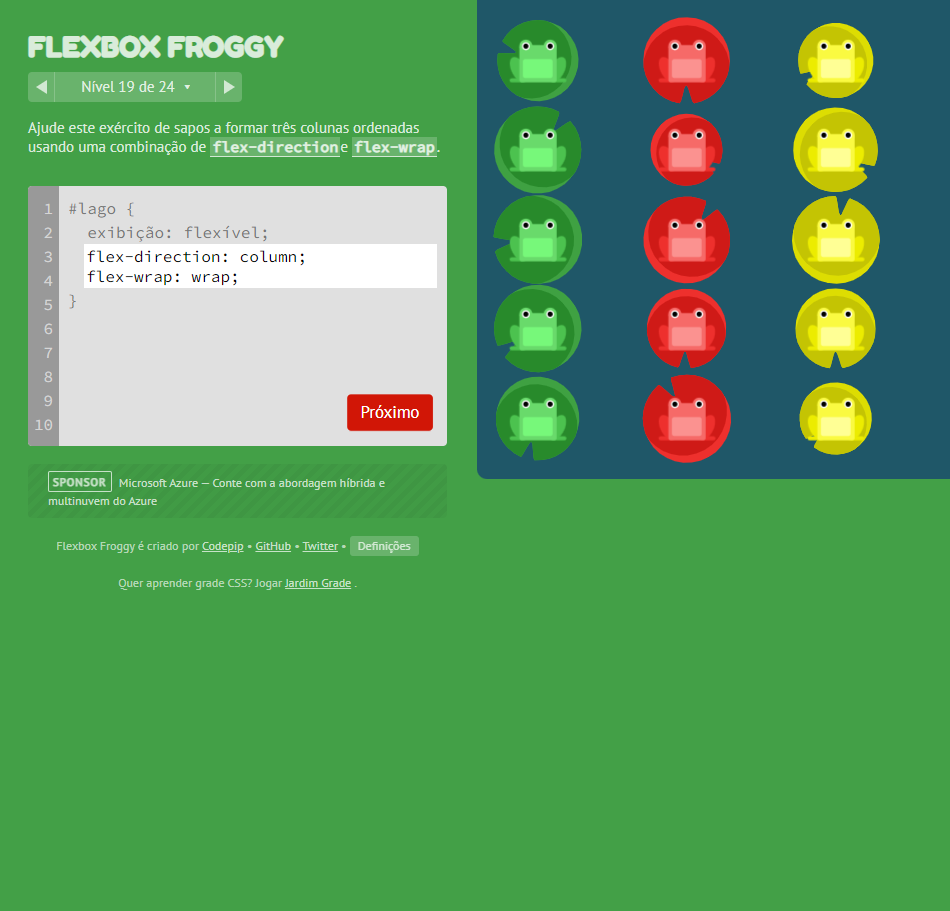 FLEXBOX FROGGY
Nível 19 de 24
Ajude este exército de sapos a formar três colunas ordenadas
usando uma combinação de flex-direction e flex-wrap.
1 #lago {
2 exibição: flexível;
3 flex-direction: column;
4 flex-wrap: wrap;
5 }
6
7
8
9
10
Próximo
SPONSOR Microsoft Azure — Conte com a abordagem híbrida e
multinuvem do Azure
Flexbox Froggy é criado por Codepip • GitHub • Twitter • Definições
Quer aprender grade CSS? Jogar Jardim Grade .